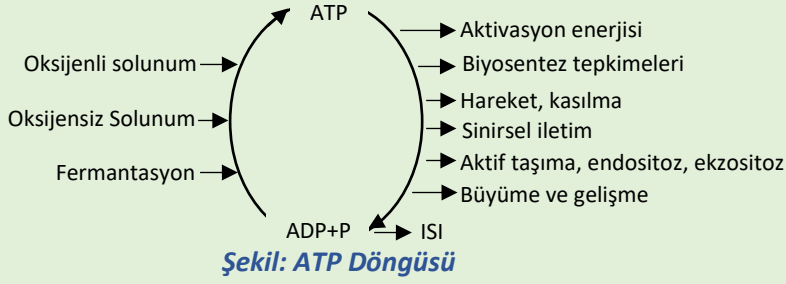 ATP
Aktivasyon enerjisi
Oksijenli solunum
Biyosentez tepkimeleri
Hareket, kasılma
Oksijensiz Solunum
Sinirsel iletim
Aktif taşıma, endositoz, ekzositoz
Fermantasyon
Büyüme ve gelişme
ADP+P
ISI
Şekil: ATP Döngüsü